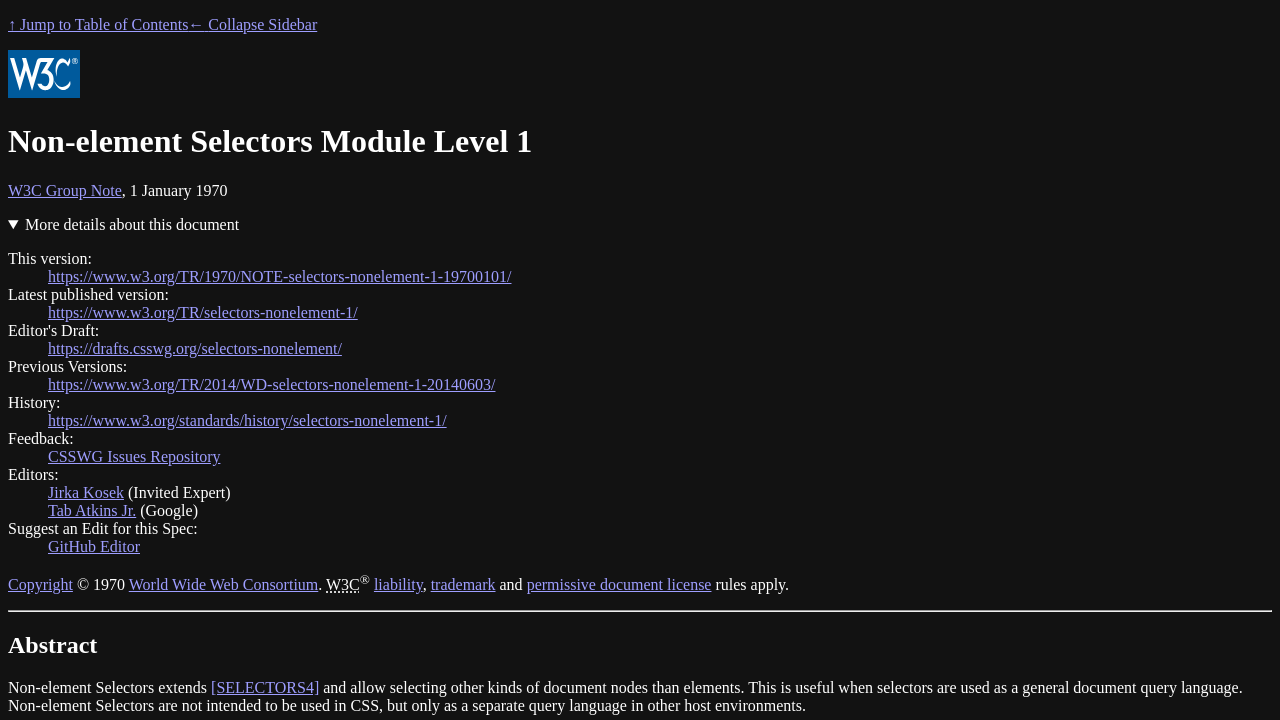 ↑ Jump to Table of Contents← Collapse Sidebar
W3C®
Non-element Selectors Module Level 1
W3C Group Note, 1 January 1970
▼ More details about this document
This version:
https://www.w3.org/TR/1970/NOTE-selectors-nonelement-1-19700101/
Latest published version:
https://www.w3.org/TR/selectors-nonelement-1/
Editor's Draft:
https://drafts.csswg.org/selectors-nonelement/
Previous Versions:
https://www.w3.org/TR/2014/WD-selectors-nonelement-1-20140603/
History:
https://www.w3.org/standards/history/selectors-nonelement-1/
Feedback:
CSSWG Issues Repository
Editors:
Jirka Kosek (Invited Expert)
Tab Atkins Jr. (Google)
Suggest an Edit for this Spec:
GitHub Editor
Copyright © 1970 World Wide Web Consortium. W3C® liability, trademark and permissive document license rules apply.
Abstract
Non-element Selectors extends [SELECTORS4] and allow selecting other kinds of document nodes than elements. This is useful when selectors are used as a general document query language.
Non-element Selectors are not intended to be used in CSS, but only as a separate query language in other host environments.